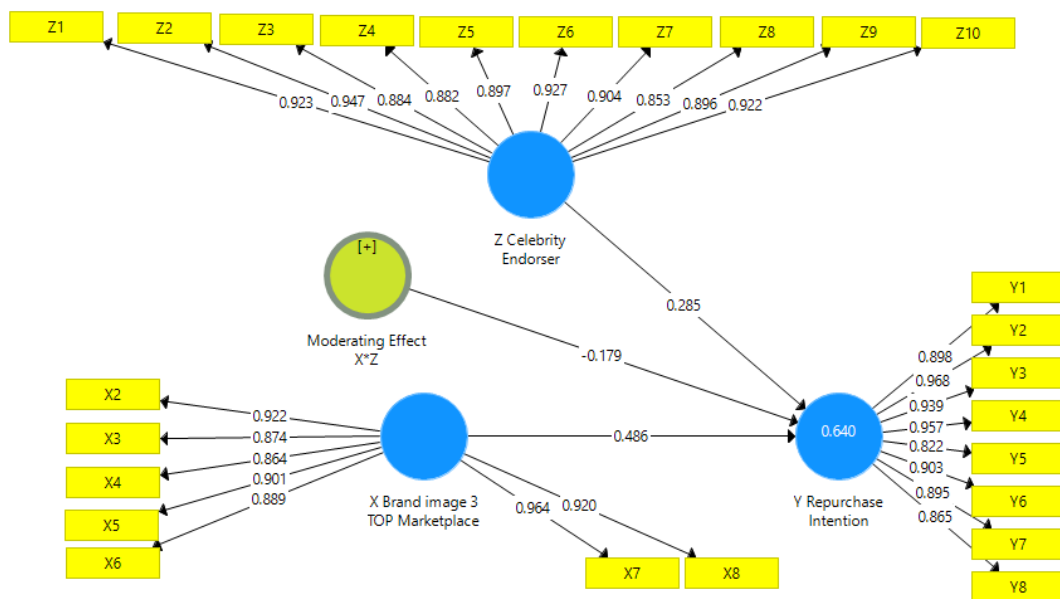 Z1
Z2
Z3
Z4
Z5
Z6
Z7
Z8
Z9
Z10
0.923
0.947
0.884
0.882
0.897
0.927
0.904
0.853
0.896
0.922
Z Celebrity
Endorser
[+]
Moderating Effect
X*Z
0.285
-0.179
X2
X3
X4
X5
X6
0.922
0.874
0.864
0.901
0.889
X Brand image 3
TOP Marketplace
0.486
0.964
0.920
X7
X8
0.640
Y Repurchase
Intention
0.898
0.968
0.939
0.957
0.822
0.903
0.895
0.865
Y1
Y2
Y3
Y4
Y5
Y6
Y7
Y8